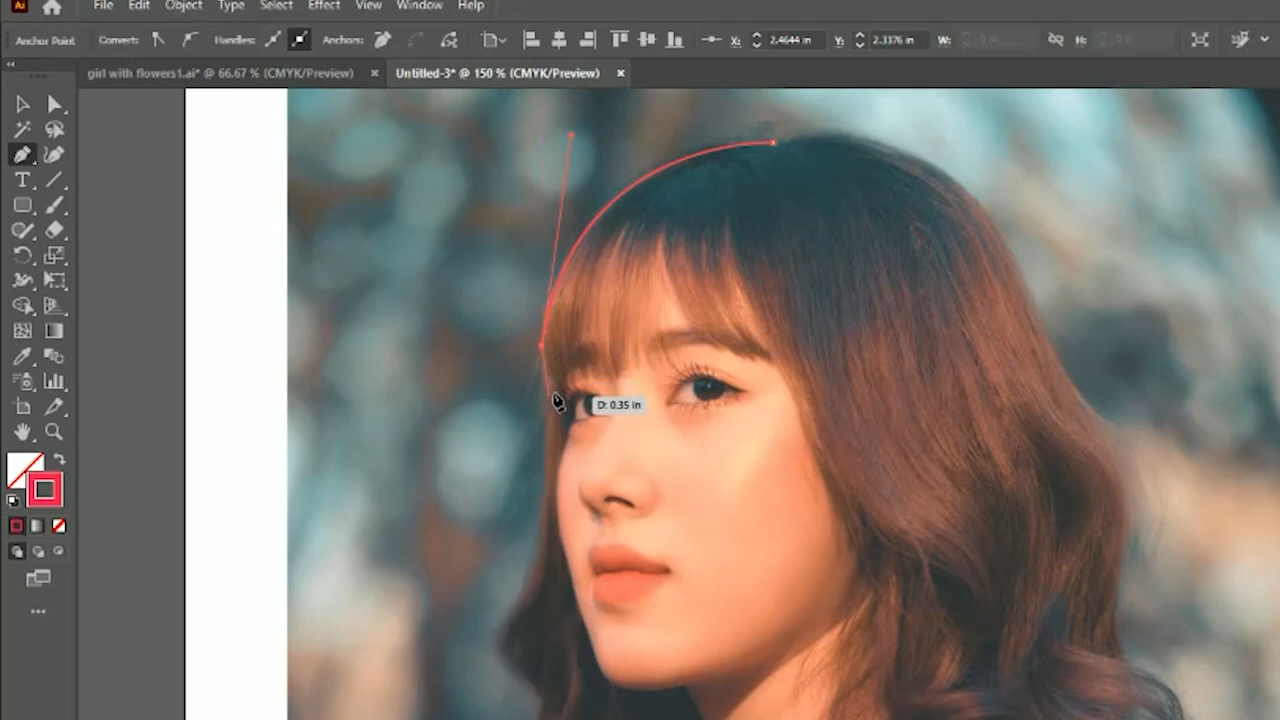 Ai File Edit Object Type Select Effect View Window Help
Anchor Point Convert: Handles: Anchors: X: 2.4644 in Y: 2.3376 in W: H:
girl with flowers1.ai* @ 66.67 % (CMYK/Preview) × Untitled-3* @ 150 % (CMYK/Preview) ×
D: 0.35 in